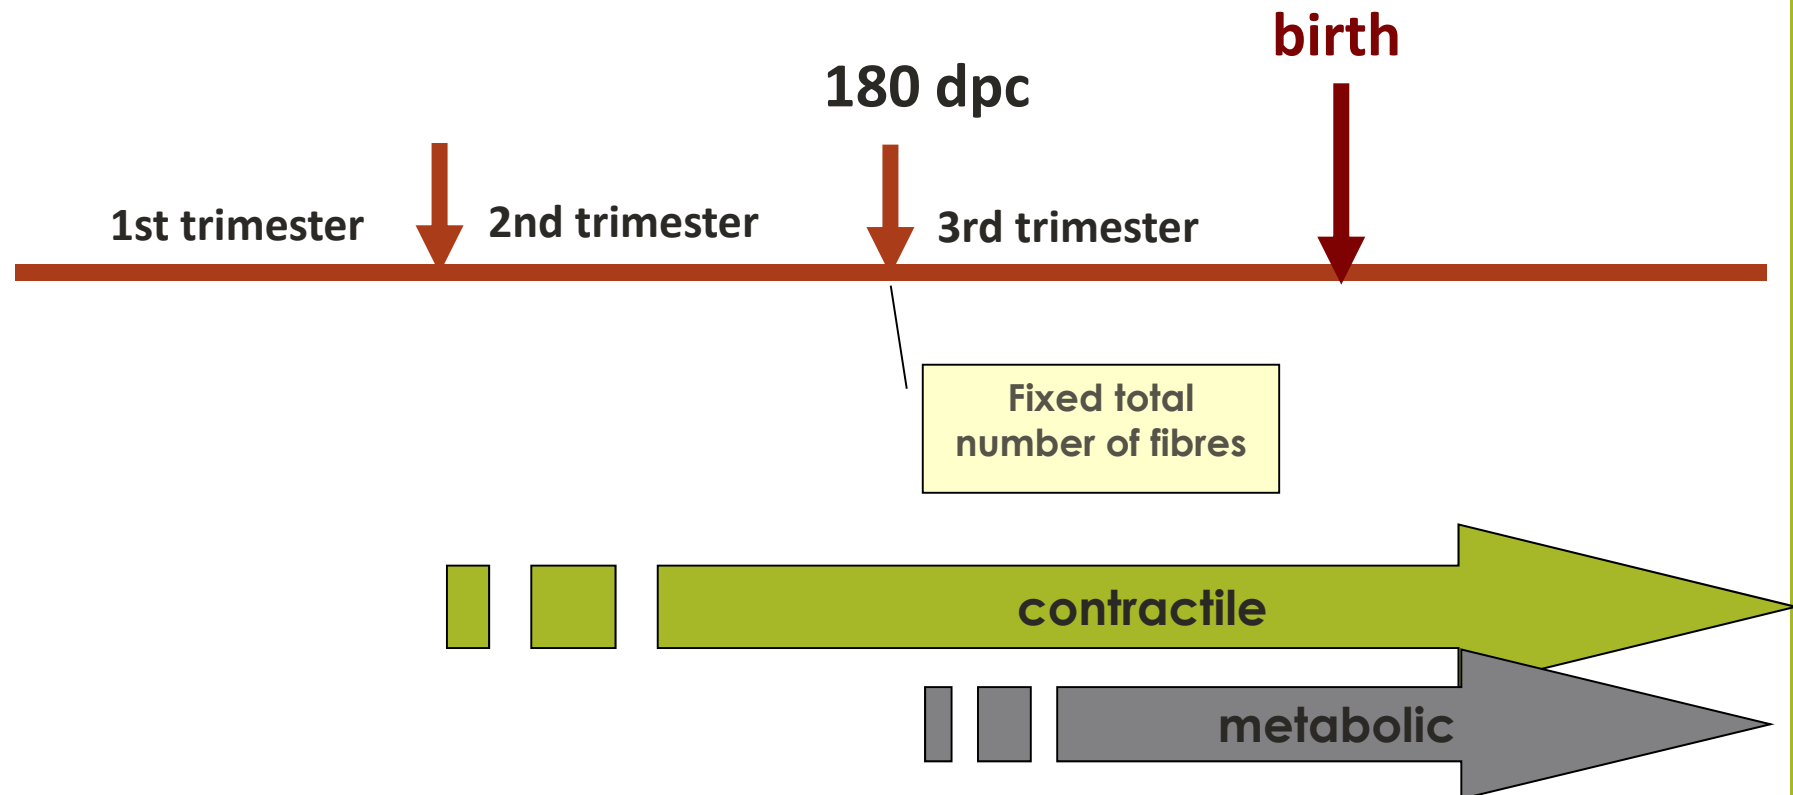 birth
180 dpc
1st trimester
2nd trimester
3rd trimester
Fixed total
number of fibres
contractile
metabolic